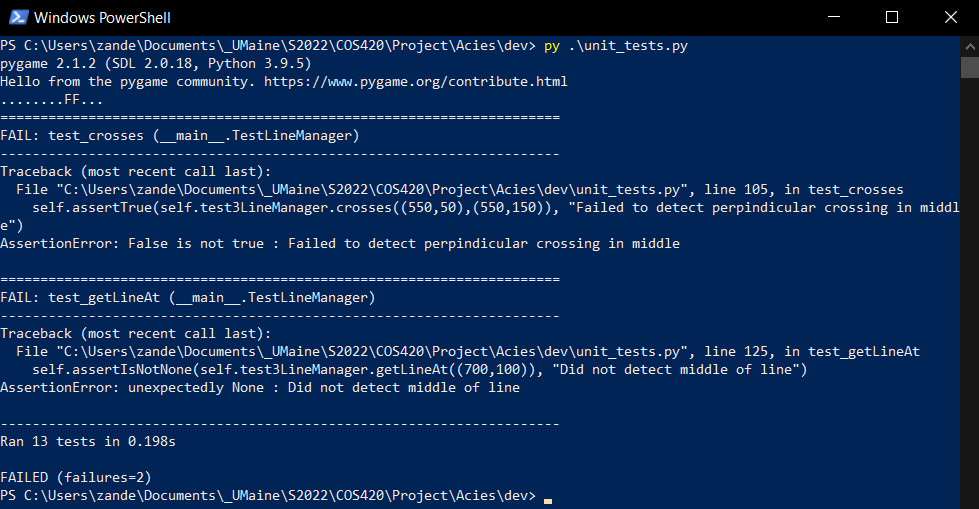 Windows PowerShell
PS C:\Users\zande\Documents\_UMaine\S2022\COS420\Project\Acies\dev> py .\unit_tests.py
pygame 2.1.2 (SDL 2.0.18, Python 3.9.5)
Hello from the pygame community. https://www.pygame.org/contribute.html
........FF...
======================================================================
FAIL: test_crosses (__main__.TestLineManager)
----------------------------------------------------------------------
Traceback (most recent call last):
  File "C:\Users\zande\Documents\_UMaine\S2022\COS420\Project\Acies\dev\unit_tests.py", line 105, in test_crosses
    self.assertTrue(self.test3LineManager.crosses((550,50),(550,150)), "Failed to detect perpindicular crossing in middl
e")
AssertionError: False is not true : Failed to detect perpindicular crossing in middle

======================================================================
FAIL: test_getLineAt (__main__.TestLineManager)
----------------------------------------------------------------------
Traceback (most recent call last):
  File "C:\Users\zande\Documents\_UMaine\S2022\COS420\Project\Acies\dev\unit_tests.py", line 125, in test_getLineAt
    self.assertIsNotNone(self.test3LineManager.getLineAt((700,100)), "Did not detect middle of line")
AssertionError: unexpectedly None : Did not detect middle of line

----------------------------------------------------------------------
Ran 13 tests in 0.198s

FAILED (failures=2)
PS C:\Users\zande\Documents\_UMaine\S2022\COS420\Project\Acies\dev>